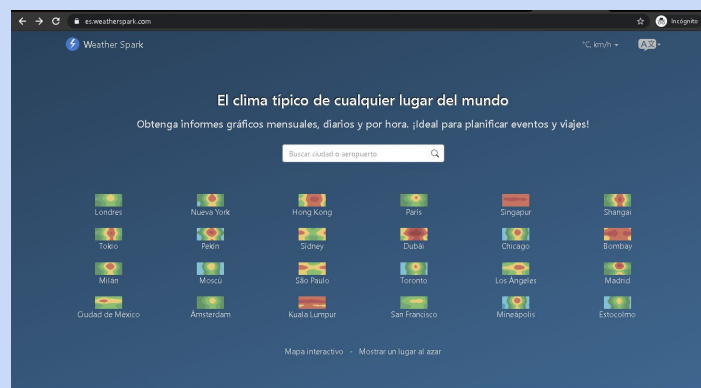 es.weatherspark.com
Incógnito
Weather Spark
°C, km/h
A文
El clima típico de cualquier lugar del mundo
Obtenga informes gráficos mensuales, diarios y por hora. ¡Ideal para planificar eventos y viajes!
Buscar ciudad o aeropuerto
Londres Nueva York Hong Kong París Singapur Shangai
Tokio Pekín Sídney Dubái Chicago Bombay
Milán Moscú São Paulo Toronto Los Ángeles Madrid
Ciudad de México Ámsterdam Kuala Lumpur San Francisco Mineápolis Estocolmo
Mapa interactivo - Mostrar un lugar al azar